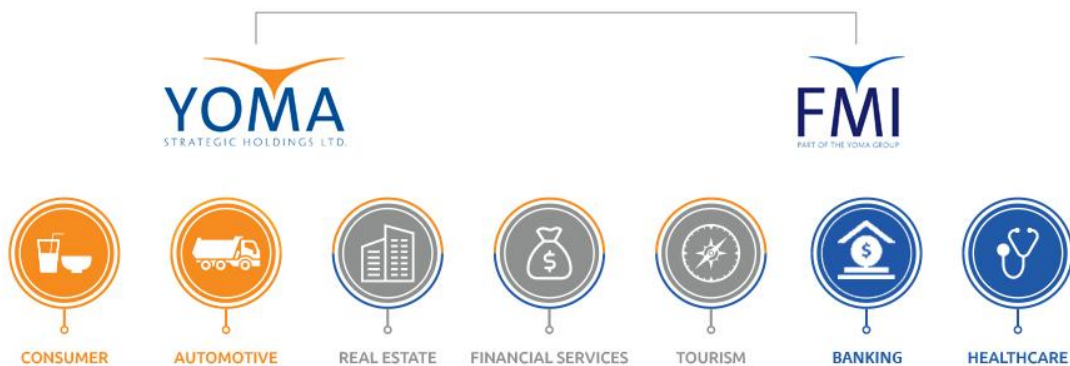 YOMA
STRATEGIC HOLDINGS LTD.
FMI
PART OF THE YOMA GROUP
$
$
CONSUMER
AUTOMOTIVE
REAL ESTATE
FINANCIAL SERVICES
TOURISM
BANKING
HEALTHCARE